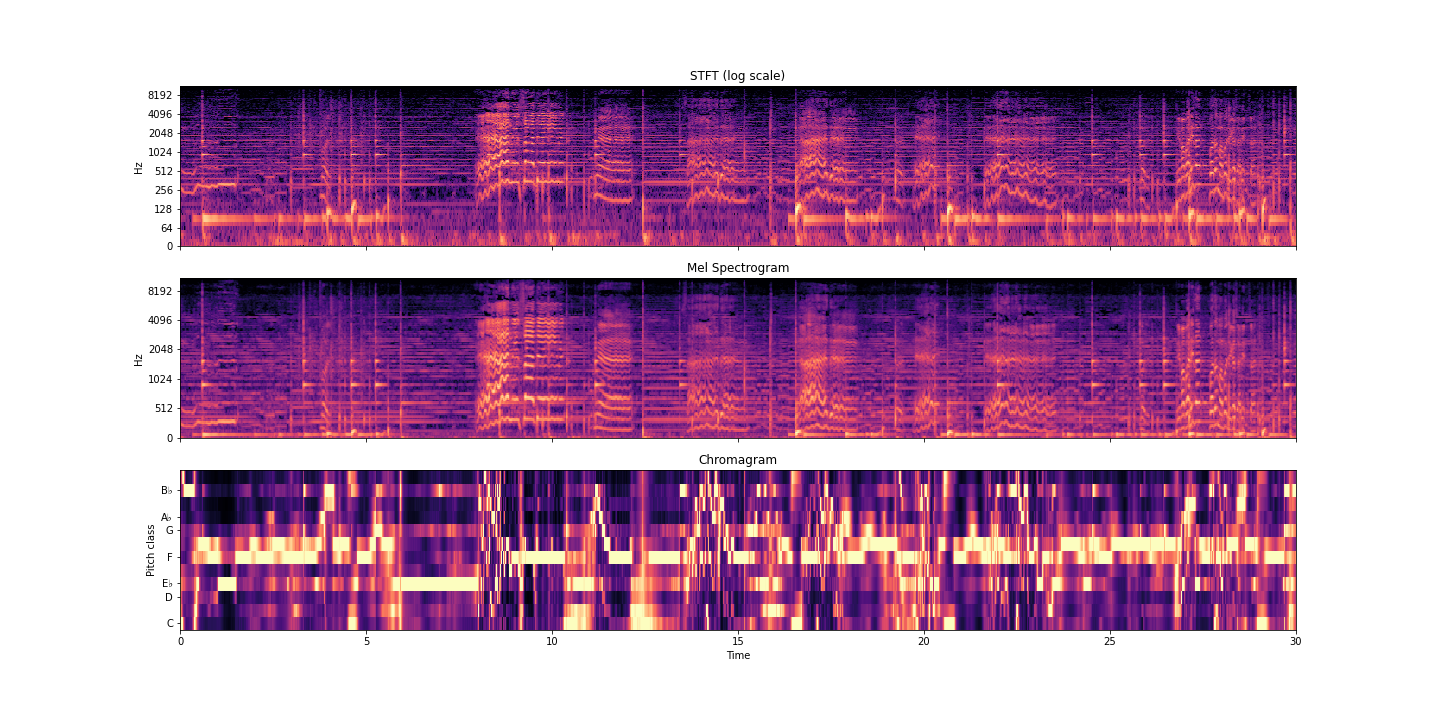 STFT (log scale)
8192
4096
2048
1024
512
256
128
64
0
Hz
Mel Spectrogram
8192
4096
2048
1024
512
0
Hz
Chromagram
B♭
A♭
G
F
E♭
D
C
Pitch class
0 5 10 15 20 25 30
Time